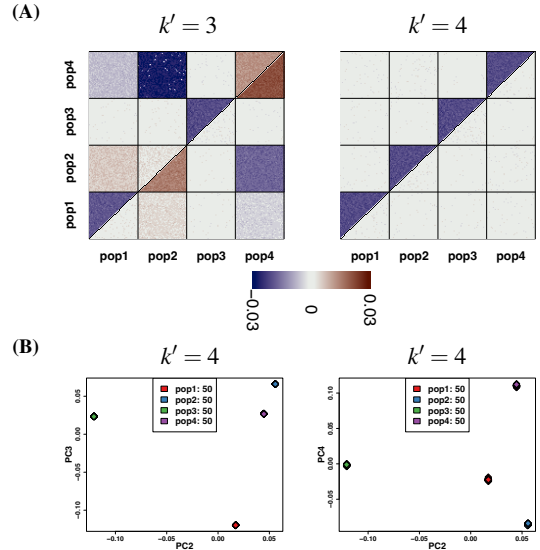 (A)
k′ = 3
k′ = 4
pop4
pop3
pop2
pop1
pop1 pop2 pop3 pop4
pop1 pop2 pop3 pop4
−0.03
0
0.03
(B)
k′ = 4
k′ = 4
pop1: 50
pop2: 50
pop3: 50
pop4: 50
PC3
0.05
0.00
−0.05
−0.10
−0.10 −0.05 0.00 0.05
PC2
pop1: 50
pop2: 50
pop3: 50
pop4: 50
PC4
0.10
0.05
0.00
−0.05
−0.10 −0.05 0.00 0.05
PC2